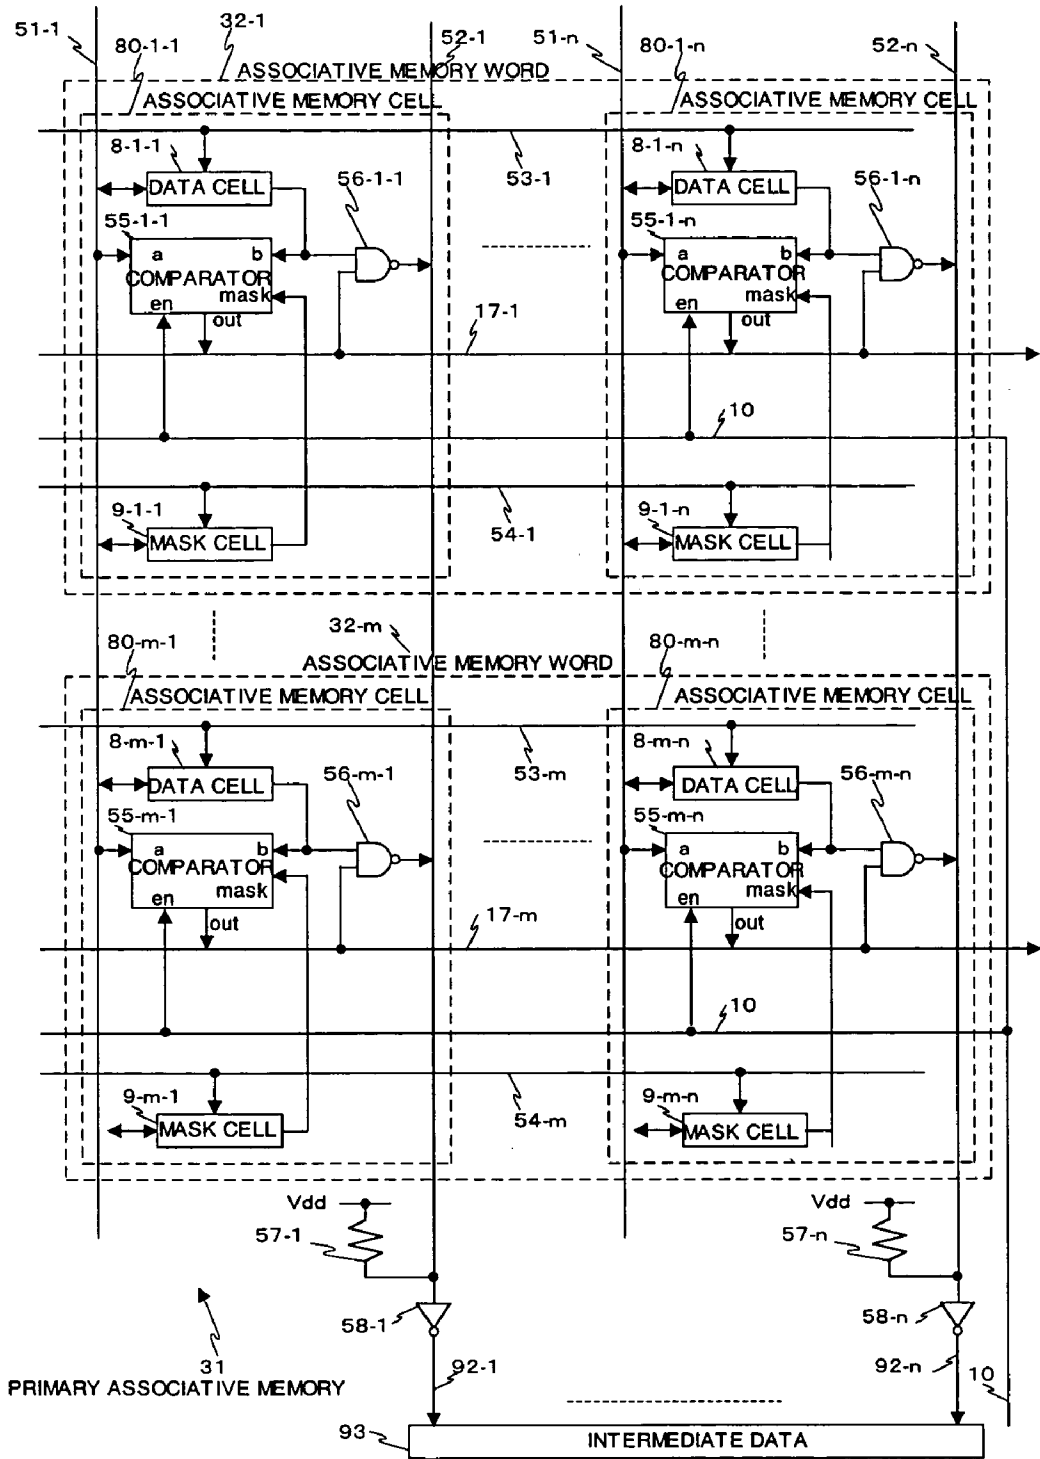 51-1 32-1 52-1 51-n 80-1-n 52-n
80-1-1
ASSOCIATIVE MEMORY WORD
ASSOCIATIVE MEMORY CELL ASSOCIATIVE MEMORY CELL
8-1-1 53-1 8-1-n
DATA CELL 56-1-1 DATA CELL 56-1-n
55-1-1 55-1-n
a b a b
COMPARATOR COMPARATOR
mask mask
en en
out 17-1 out
10
9-1-1 54-1 9-1-n
MASK CELL MASK CELL
32-m
80-m-1 80-m-n
ASSOCIATIVE MEMORY WORD
ASSOCIATIVE MEMORY CELL ASSOCIATIVE MEMORY CELL
8-m-1 53-m 8-m-n
DATA CELL 56-m-1 DATA CELL 56-m-n
55-m-1 55-m-n
a b a b
COMPARATOR COMPARATOR
mask mask
en en
out 17-m out
10
9-m-1 54-m 9-m-n
MASK CELL MASK CELL
Vdd Vdd
57-1 57-n
58-1 58-n
31 92-1 92-n 10
PRIMARY ASSOCIATIVE MEMORY
93 INTERMEDIATE DATA